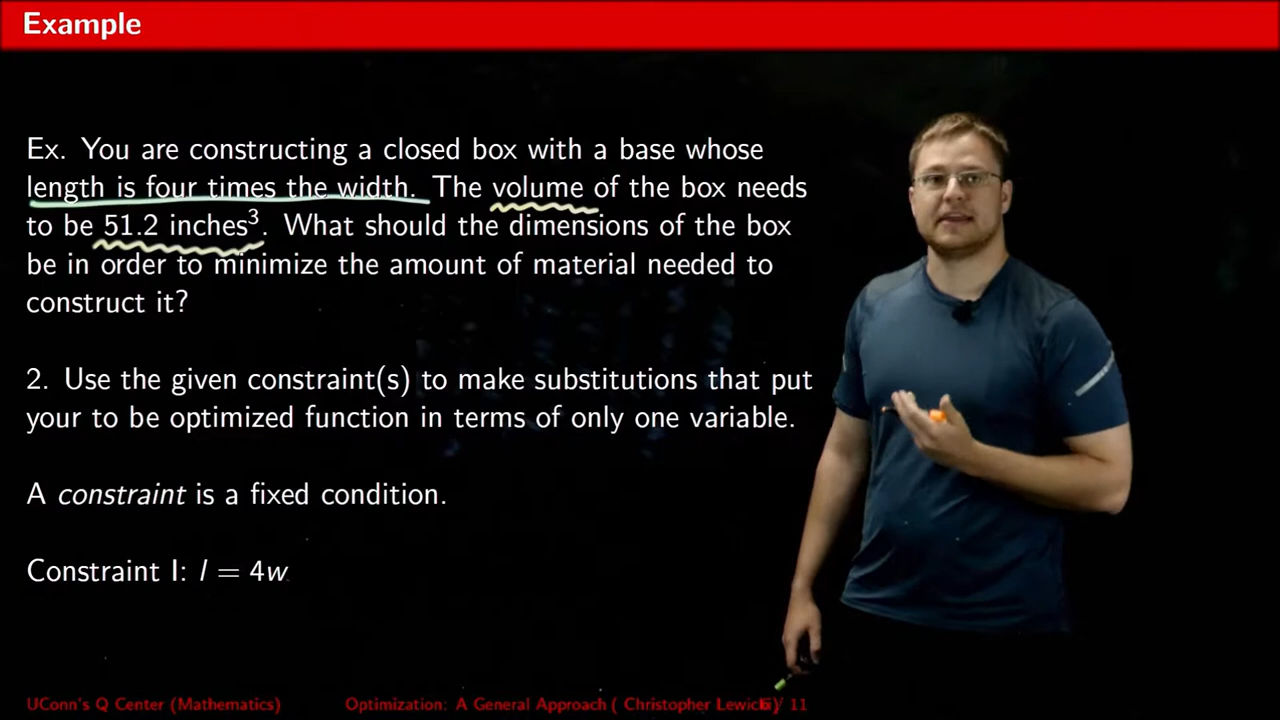 Example
Ex. You are constructing a closed box with a base whose
length is four times the width. The volume of the box needs
to be 51.2 inches³. What should the dimensions of the box
be in order to minimize the amount of material needed to
construct it?
2. Use the given constraint(s) to make substitutions that put
your to be optimized function in terms of only one variable.
A constraint is a fixed condition.
Constraint I: l = 4w
UConn's Q Center (Mathematics) Optimization: A General Approach ( Christopher / 11